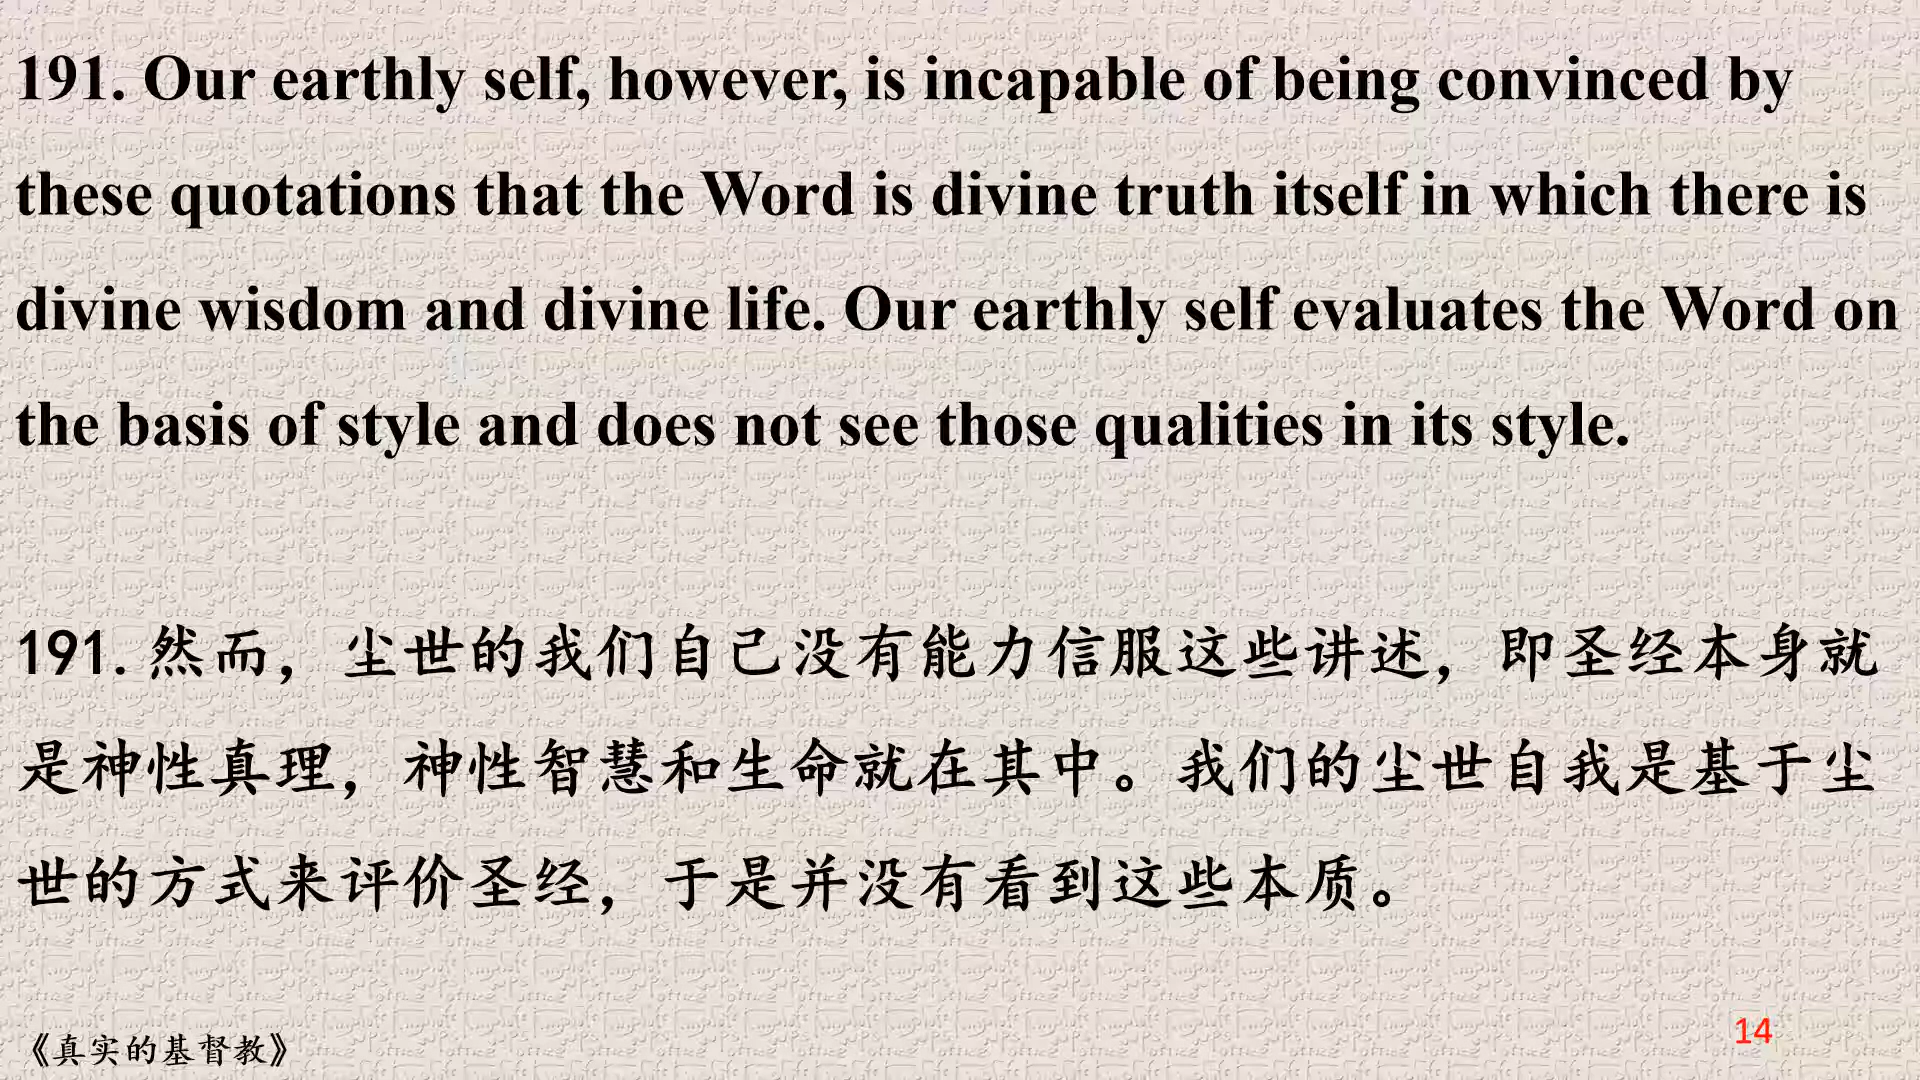 191. Our earthly self, however, is incapable of being convinced by
these quotations that the Word is divine truth itself in which there is
divine wisdom and divine life. Our earthly self evaluates the Word on
the basis of style and does not see those qualities in its style.
191. 然而，尘世的我们自己没有能力信服这些讲述，即圣经本身就
是神性真理，神性智慧和生命就在其中。我们的尘世自我是基于尘
世的方式来评价圣经，于是并没有看到这些本质。
《真实的基督教》
14